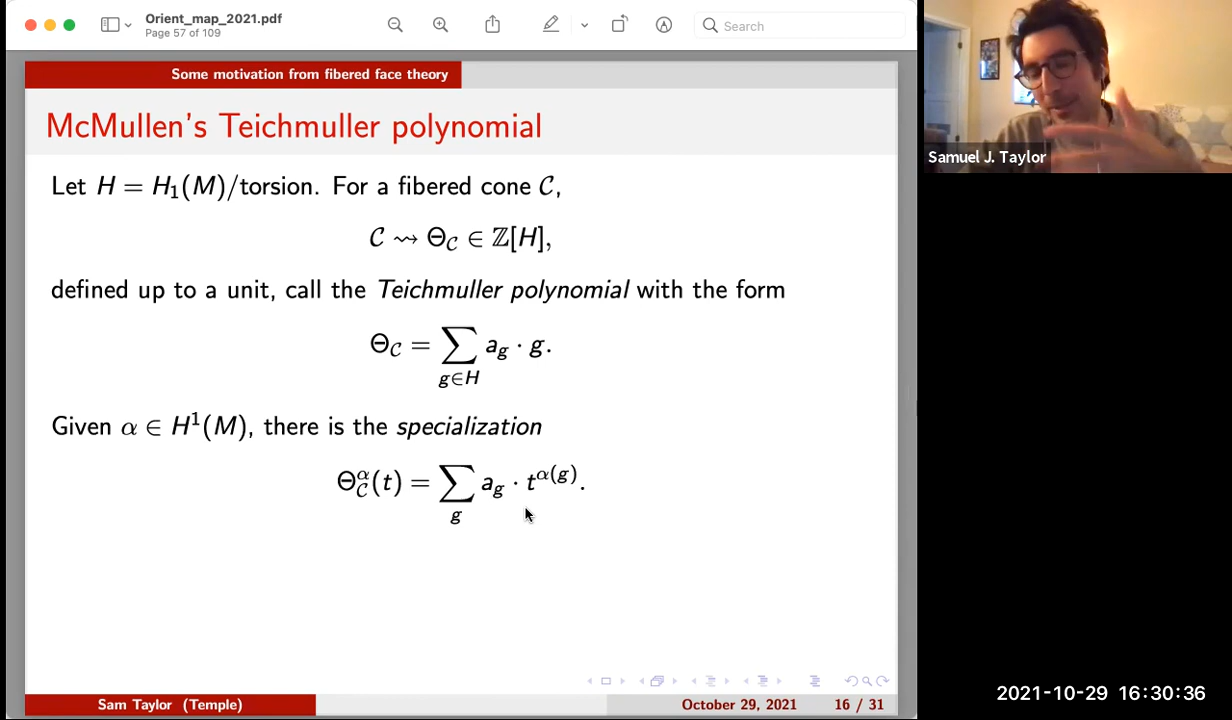 Orient_map_2021.pdf
Page 57 of 109
Search
Some motivation from fibered face theory
McMullen's Teichmuller polynomial
Let H = H₁(M)/torsion. For a fibered cone 𝒞,
𝒞 ⇝ Θ_𝒞 ∈ ℤ[H],
defined up to a unit, call the Teichmuller polynomial with the form
Θ_𝒞 = ∑_{g∈H} a_g · g.
Given α ∈ H¹(M), there is the specialization
Θ^α_𝒞(t) = ∑_g a_g · t^{α(g)}.
Sam Taylor (Temple)
October 29, 2021
16 / 31
Samuel J. Taylor
2021-10-29 16:30:36